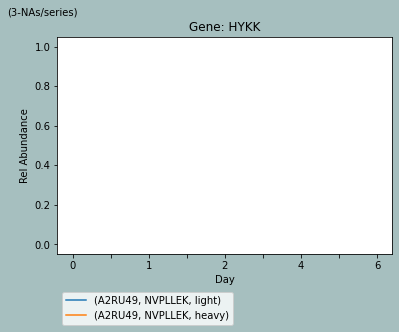 (3-NAs/series)
Gene: HYKK
1.0
0.8
0.6
0.4
0.2
0.0
Rel Abundance
0 1 2 4 6
Day
(A2RU49, NVPLLEK, light)
(A2RU49, NVPLLEK, heavy)